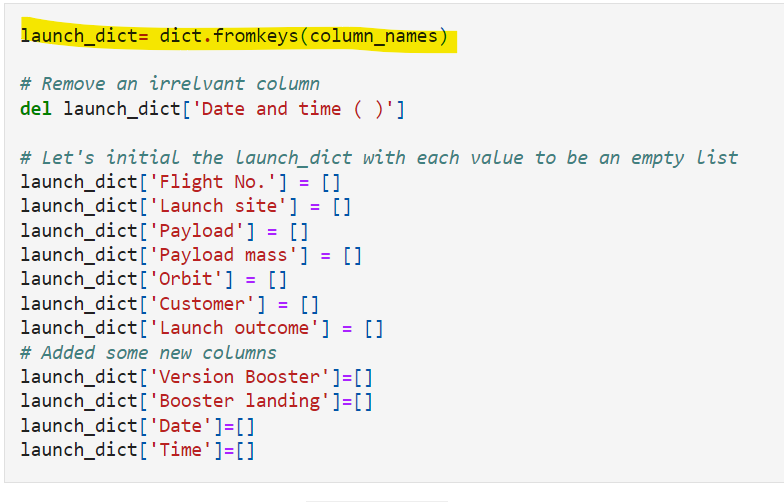 launch_dict= dict.fromkeys(column_names)
# Remove an irrelvant column
del launch_dict['Date and time ( )']
# Let's initial the launch_dict with each value to be an empty list
launch_dict['Flight No.'] = []
launch_dict['Launch site'] = []
launch_dict['Payload'] = []
launch_dict['Payload mass'] = []
launch_dict['Orbit'] = []
launch_dict['Customer'] = []
launch_dict['Launch outcome'] = []
# Added some new columns
launch_dict['Version Booster']=[]
launch_dict['Booster landing']=[]
launch_dict['Date']=[]
launch_dict['Time']=[]